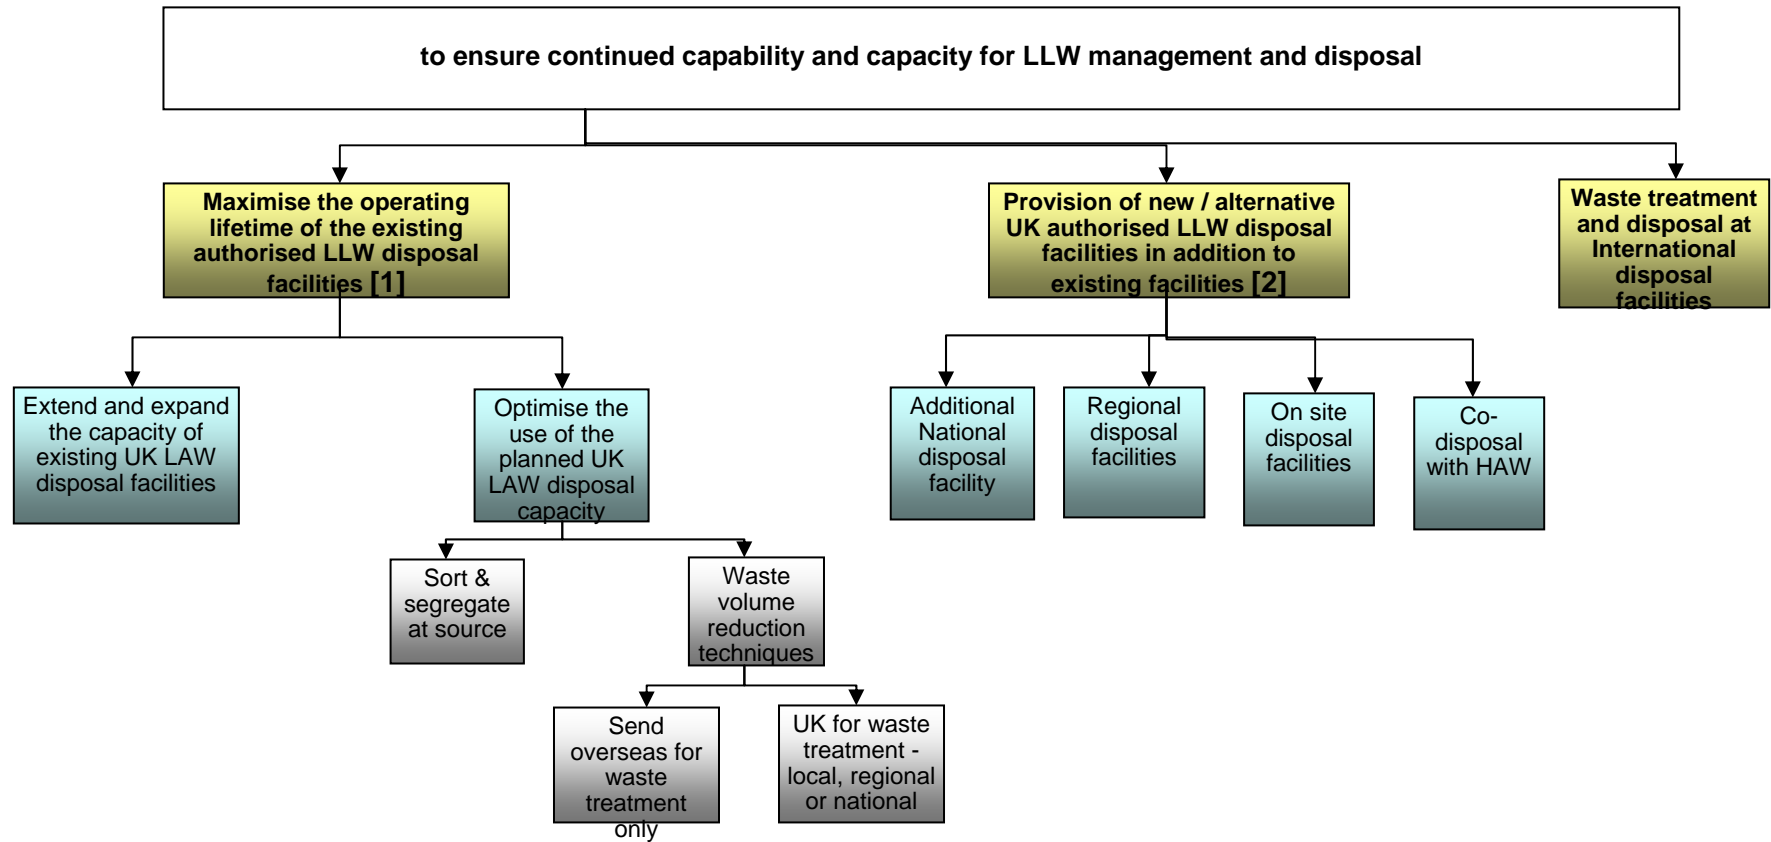 to ensure continued capability and capacity for LLW management and disposal
Maximise the operating
lifetime of the existing
authorised LLW disposal
facilities [1]
Provision of new / alternative
UK authorised LLW disposal
facilities in addition to
existing facilities [2]
Waste treatment
and disposal at
International
disposal
facilities
Extend and expand
the capacity of
existing UK LAW
disposal facilities
Optimise the
use of the
planned UK
LAW disposal
capacity
Additional
National
disposal
facility
Regional
disposal
facilities
On site
disposal
facilities
Co-
disposal
with HAW
Sort &
segregate
at source
Waste
volume
reduction
techniques
Send
overseas for
waste
treatment
only
UK for waste
treatment -
local, regional
or national